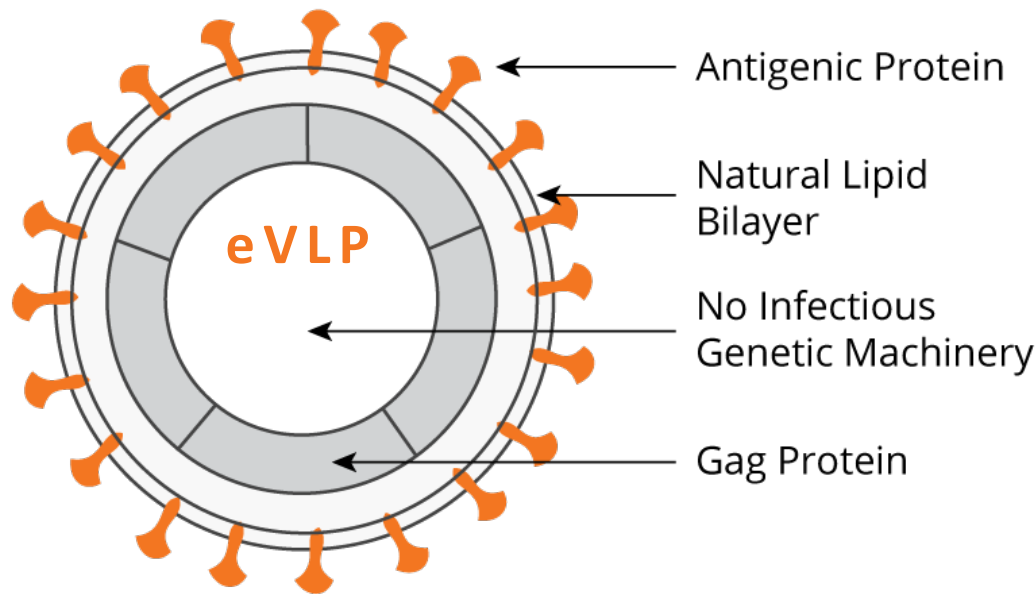 Antigenic Protein
Natural Lipid
Bilayer
eVLP
No Infectious
Genetic Machinery
Gag Protein